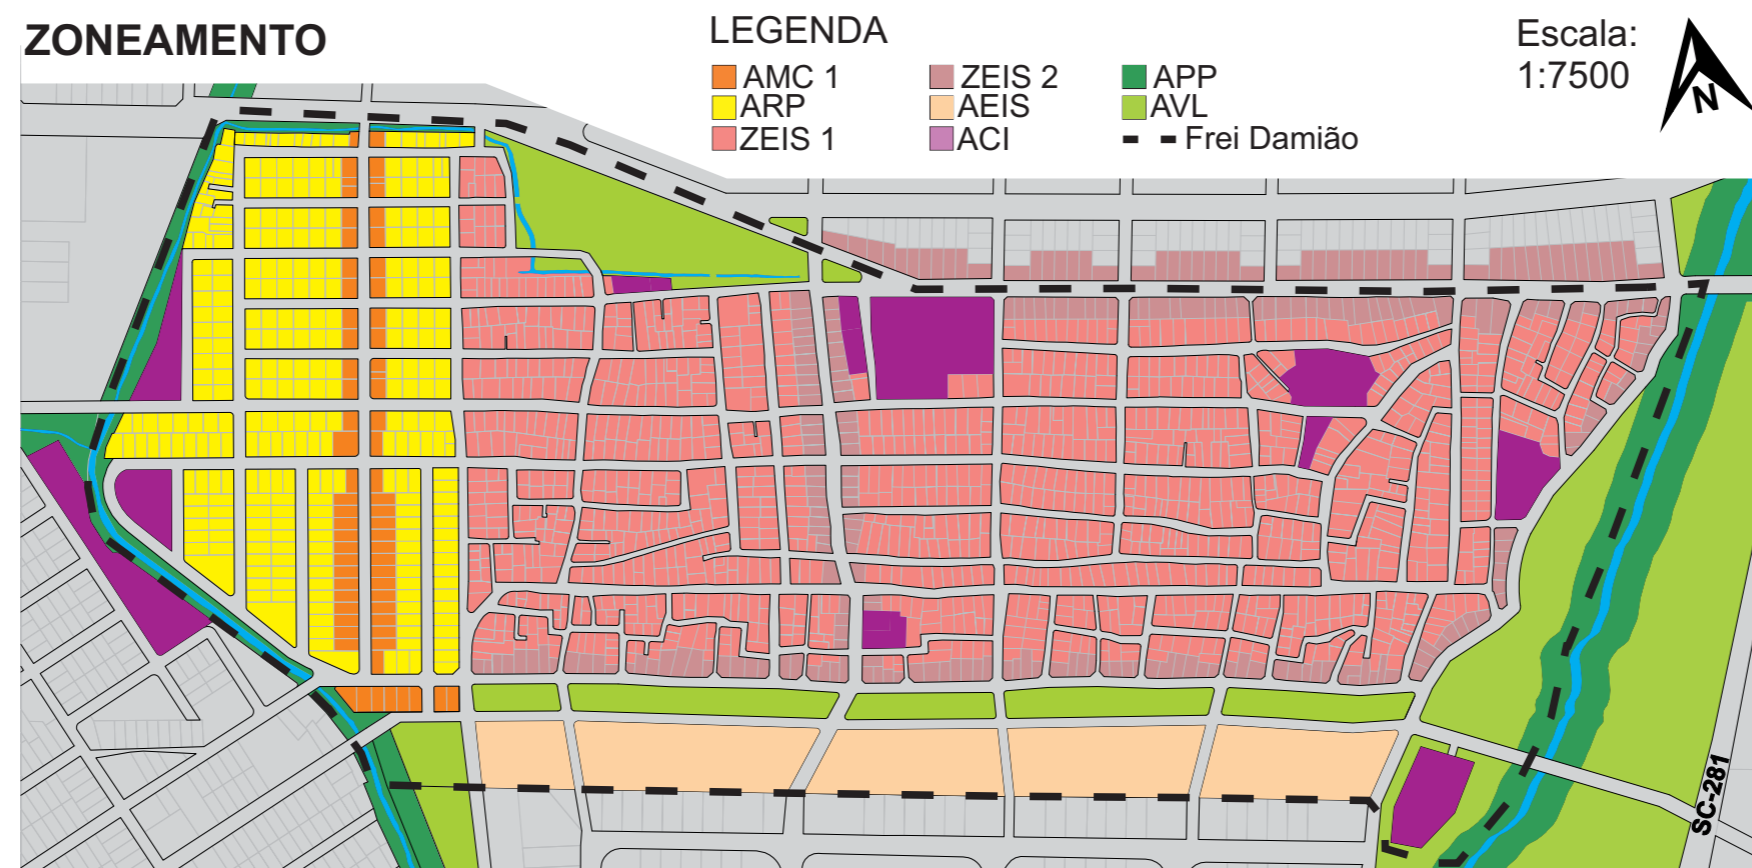 ZONEAMENTO
LEGENDA
AMC 1
ARP
ZEIS 1
ZEIS 2
AEIS
ACI
APP
AVL
Frei Damião
Escala:
1:7500
N
SC-281